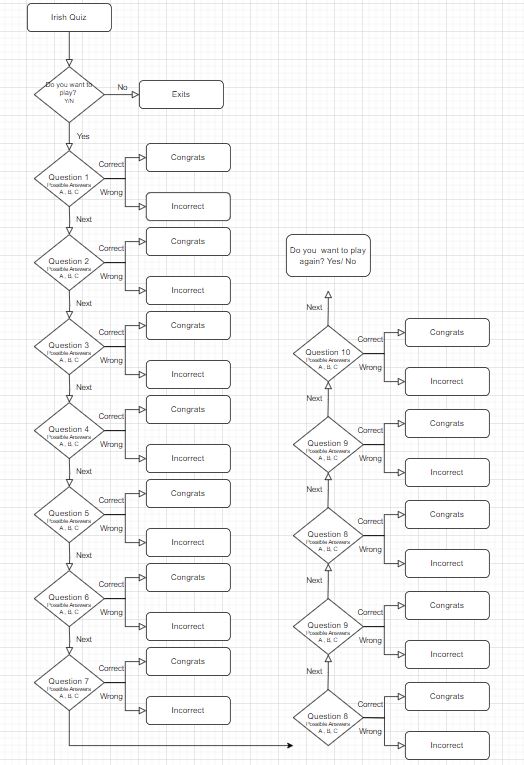 Irish Quiz
Do you want to
play?
Y/N
No
Exits
Yes
Question 1
Possible Answers
A , B, C
Correct
Congrats
Wrong
Incorrect
Next
Question 2
Possible Answers
A , B, C
Correct
Congrats
Wrong
Incorrect
Next
Question 3
Possible Answers
A , B, C
Correct
Congrats
Wrong
Incorrect
Next
Question 4
Possible Answers
A , B, C
Correct
Congrats
Wrong
Incorrect
Next
Question 5
Possible Answers
A , B, C
Correct
Congrats
Wrong
Incorrect
Next
Question 6
Possible Answers
A , B, C
Correct
Congrats
Wrong
Incorrect
Next
Question 7
Possible Answers
A , B, C
Correct
Congrats
Wrong
Incorrect
Do you want to play
again? Yes/ No
Next
Question 10
Possible Answers
A , B, C
Correct
Congrats
Wrong
Incorrect
Next
Question 9
Possible Answers
A , B, C
Correct
Congrats
Wrong
Incorrect
Next
Question 8
Possible Answers
A , B, C
Correct
Congrats
Wrong
Incorrect
Next
Question 9
Possible Answers
A , B, C
Correct
Congrats
Wrong
Incorrect
Next
Question 8
Possible Answers
A , B, C
Correct
Congrats
Wrong
Incorrect